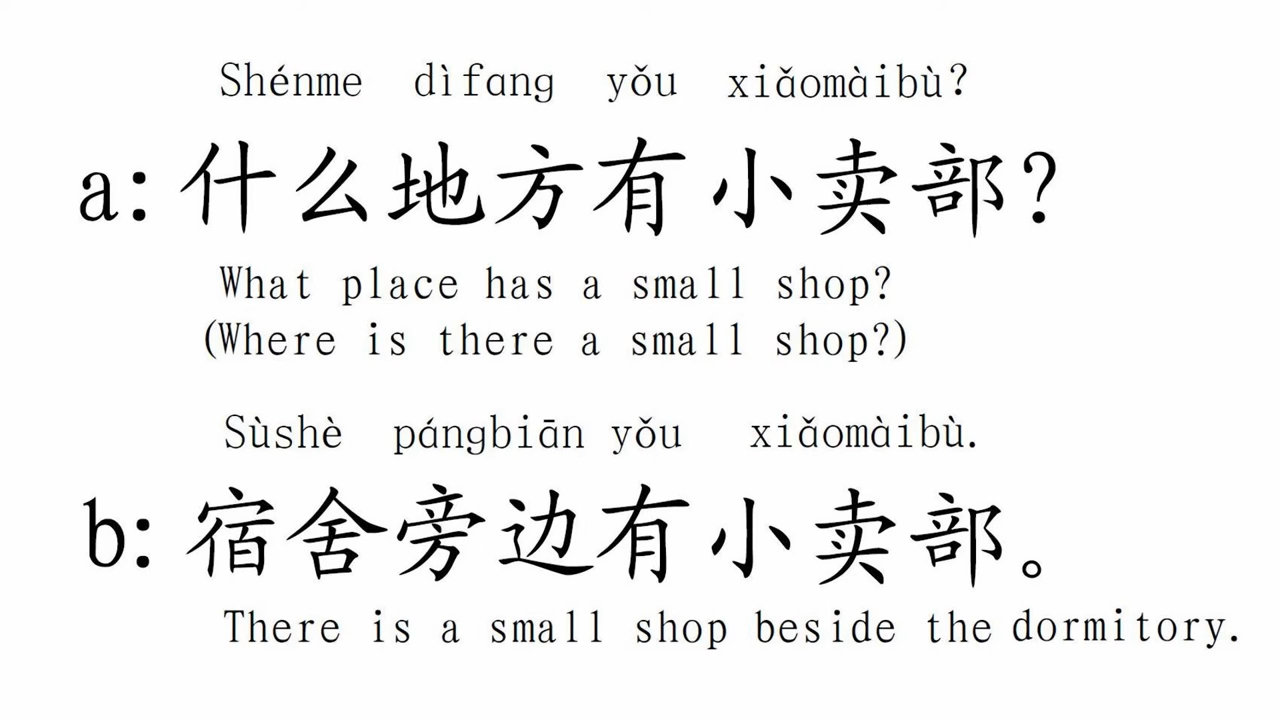 Shénme dìfang yǒu xiǎomàibù?
a: 什么地方有小卖部?
What place has a small shop?
(Where is there a small shop?)
Sùshè pángbiān yǒu xiǎomàibù.
b: 宿舍旁边有小卖部。
There is a small shop beside the dormitory.